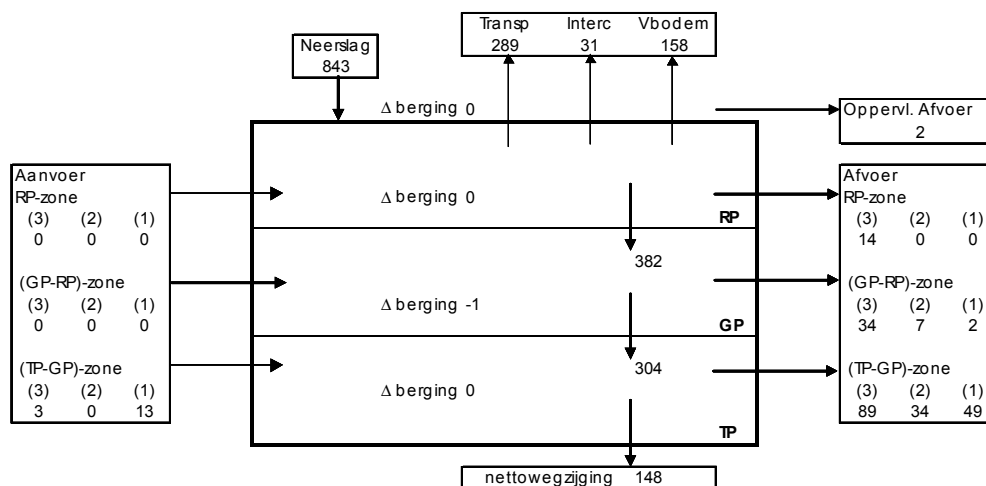 Transp Interc Vbodem
289 31 158
Neerslag
843
Δ berging 0
Oppervl. Afvoer
2
Aanvoer
RP-zone
(3) (2) (1)
0 0 0
(GP-RP)-zone
(3) (2) (1)
0 0 0
(TP-GP)-zone
(3) (2) (1)
3 0 13
Δ berging 0
RP
382
Δ berging -1
GP
304
Δ berging 0
TP
Afvoer
RP-zone
(3) (2) (1)
14 0 0
(GP-RP)-zone
(3) (2) (1)
34 7 2
(TP-GP)-zone
(3) (2) (1)
89 34 49
nettowegzijging 148